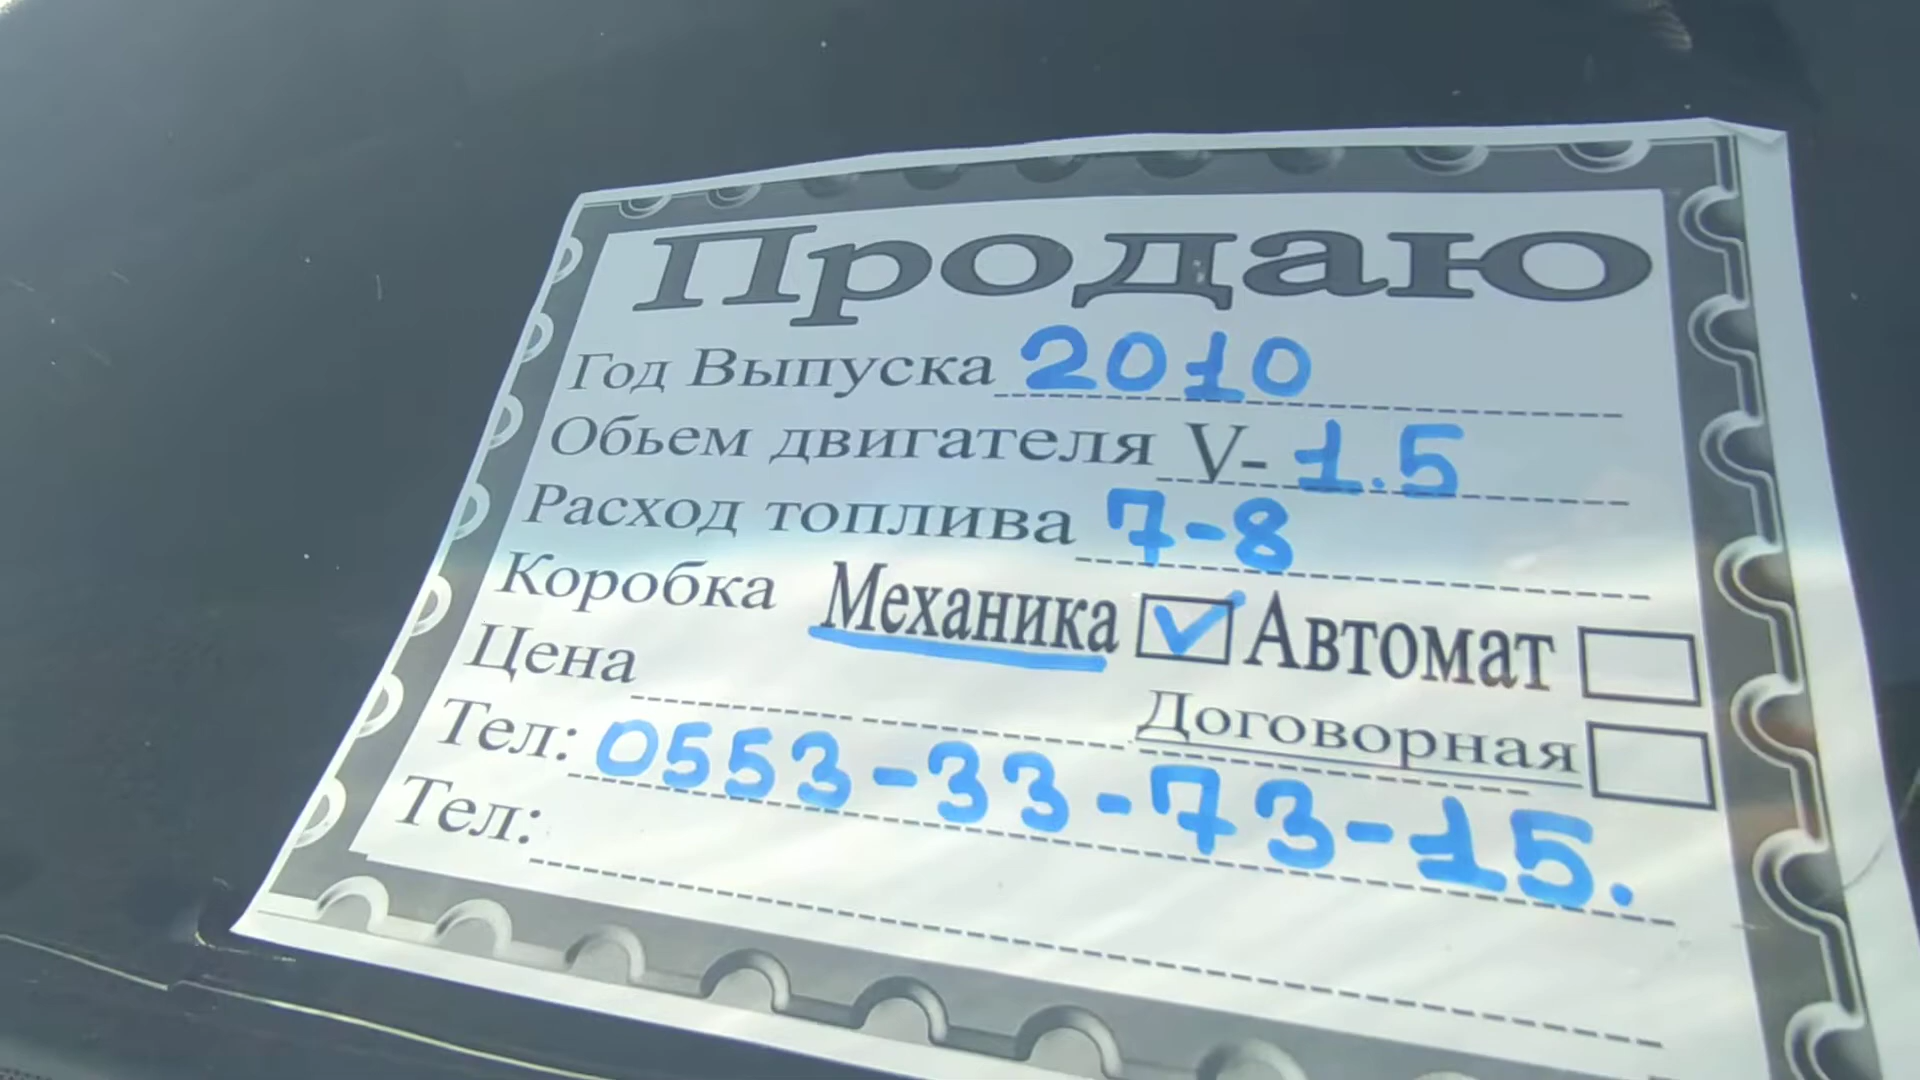 Продаю
Год Выпуска 2010
Обьем двигателя V- 1.5
Расход топлива 7-8
Коробка Механика ✓ Автомат
Цена Договорная
Тел: 0553-33-73-15.
Тел: